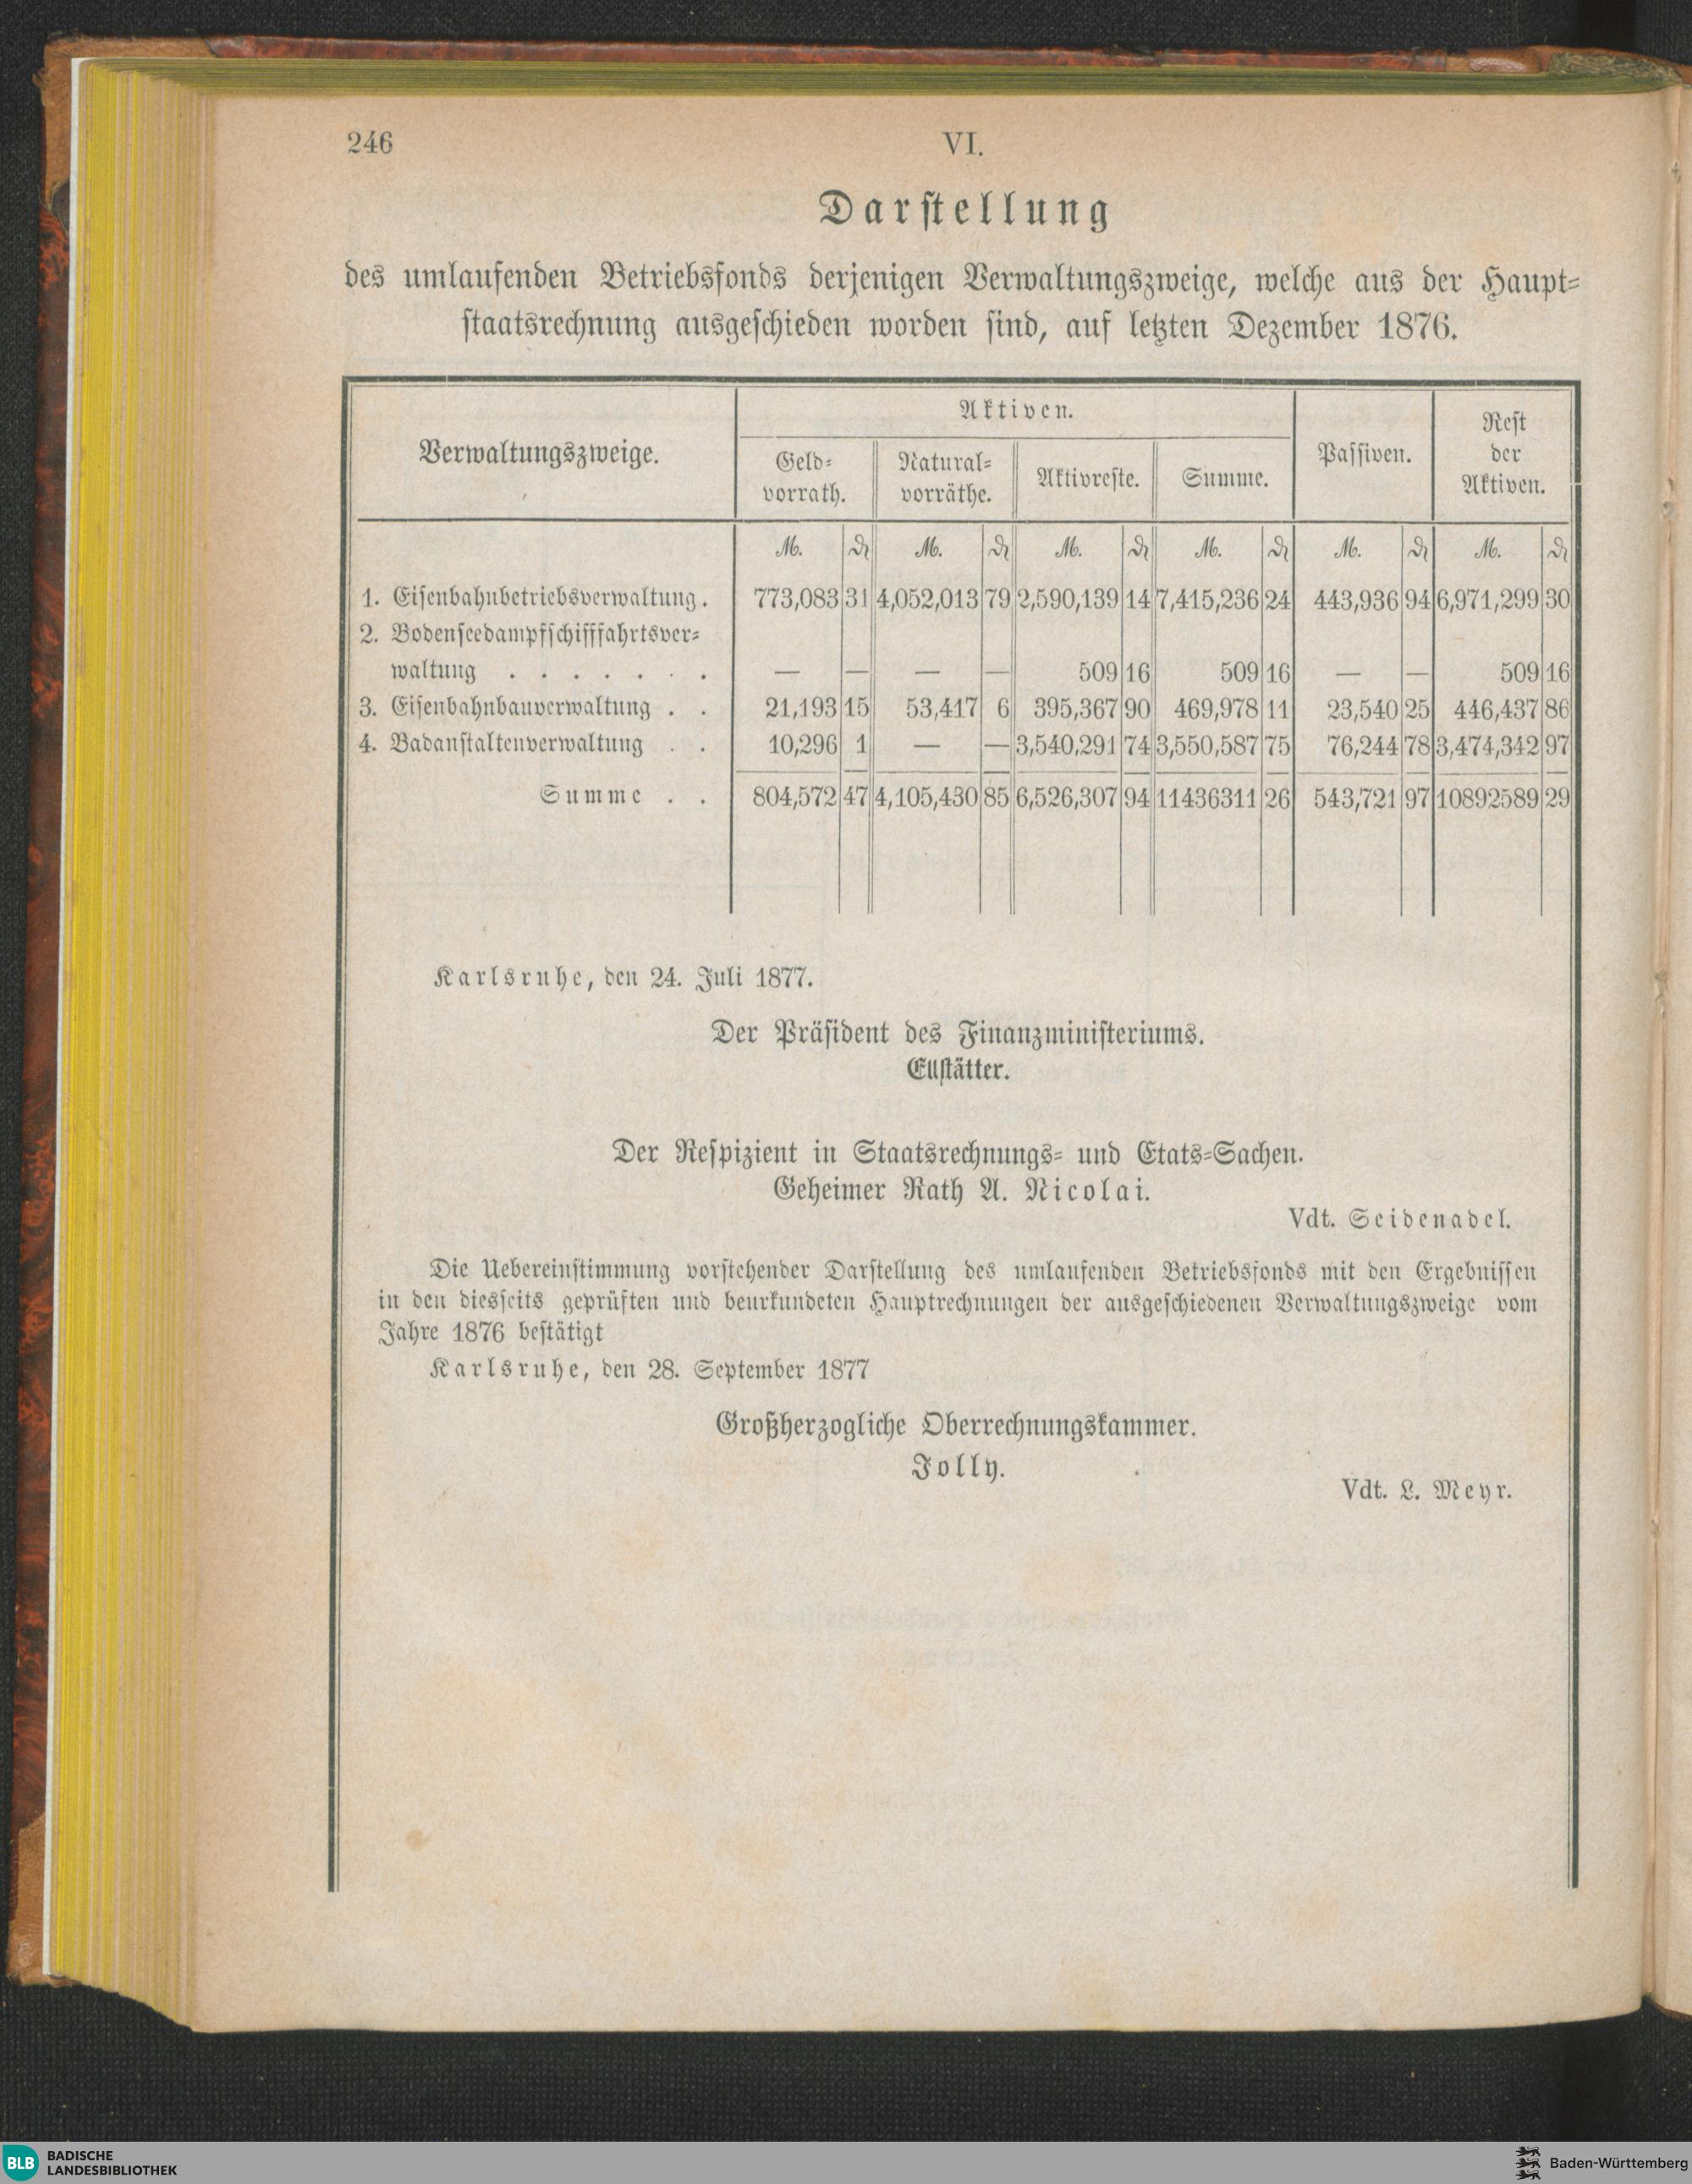 246
VI.
Darstellung
des umlaufenden Betriebsfonds derjenigen Verwaltungszweige, welche aus der Haupt-
staatsrechnung ausgeschieden worden sind, auf letzten Dezember 1876.
Verwaltungszweige. Aktiven. Passiven. Rest der Aktiven.
Geld-vorrath. Natural-vorräthe. Aktivreste. Summe.
M. ₰ M. ₰ M. ₰ M. ₰ M. ₰ M. ₰
1. Eisenbahnbetriebsverwaltung. 773,083 31 4,052,013 79 2,590,139 14 7,415,236 24 443,936 94 6,971,299 30
2. Bodenseedampfschifffahrtsver-
waltung . . . . . . . — — — — 509 16 509 16 — — 509 16
3. Eisenbahnbauverwaltung . . 21,193 15 53,417 6 395,367 90 469,978 11 23,540 25 446,437 86
4. Badanstaltenverwaltung . . 10,296 1 — — 3,540,291 74 3,550,587 75 76,244 78 3,474,342 97
Summe . . 804,572 47 4,105,430 85 6,526,307 94 11436311 26 543,721 97 10892589 29
Karlsruhe, den 24. Juli 1877.
Der Präsident des Finanzministeriums.
Ellstätter.
Der Respizient in Staatsrechnungs- und Etats-Sachen.
Geheimer Rath A. Nicolai.
Vdt. Seidenadel.
Die Uebereinstimmung vorstehender Darstellung des umlaufenden Betriebsfonds mit den Ergebnissen
in den diesseits geprüften und beurkundeten Hauptrechnungen der ausgeschiedenen Verwaltungszweige vom
Jahre 1876 bestätigt
Karlsruhe, den 28. September 1877
Großherzogliche Oberrechnungskammer.
Jolly.
Vdt. L. Meyr.
BLB BADISCHE
LANDESBIBLIOTHEK
Baden-Württemberg